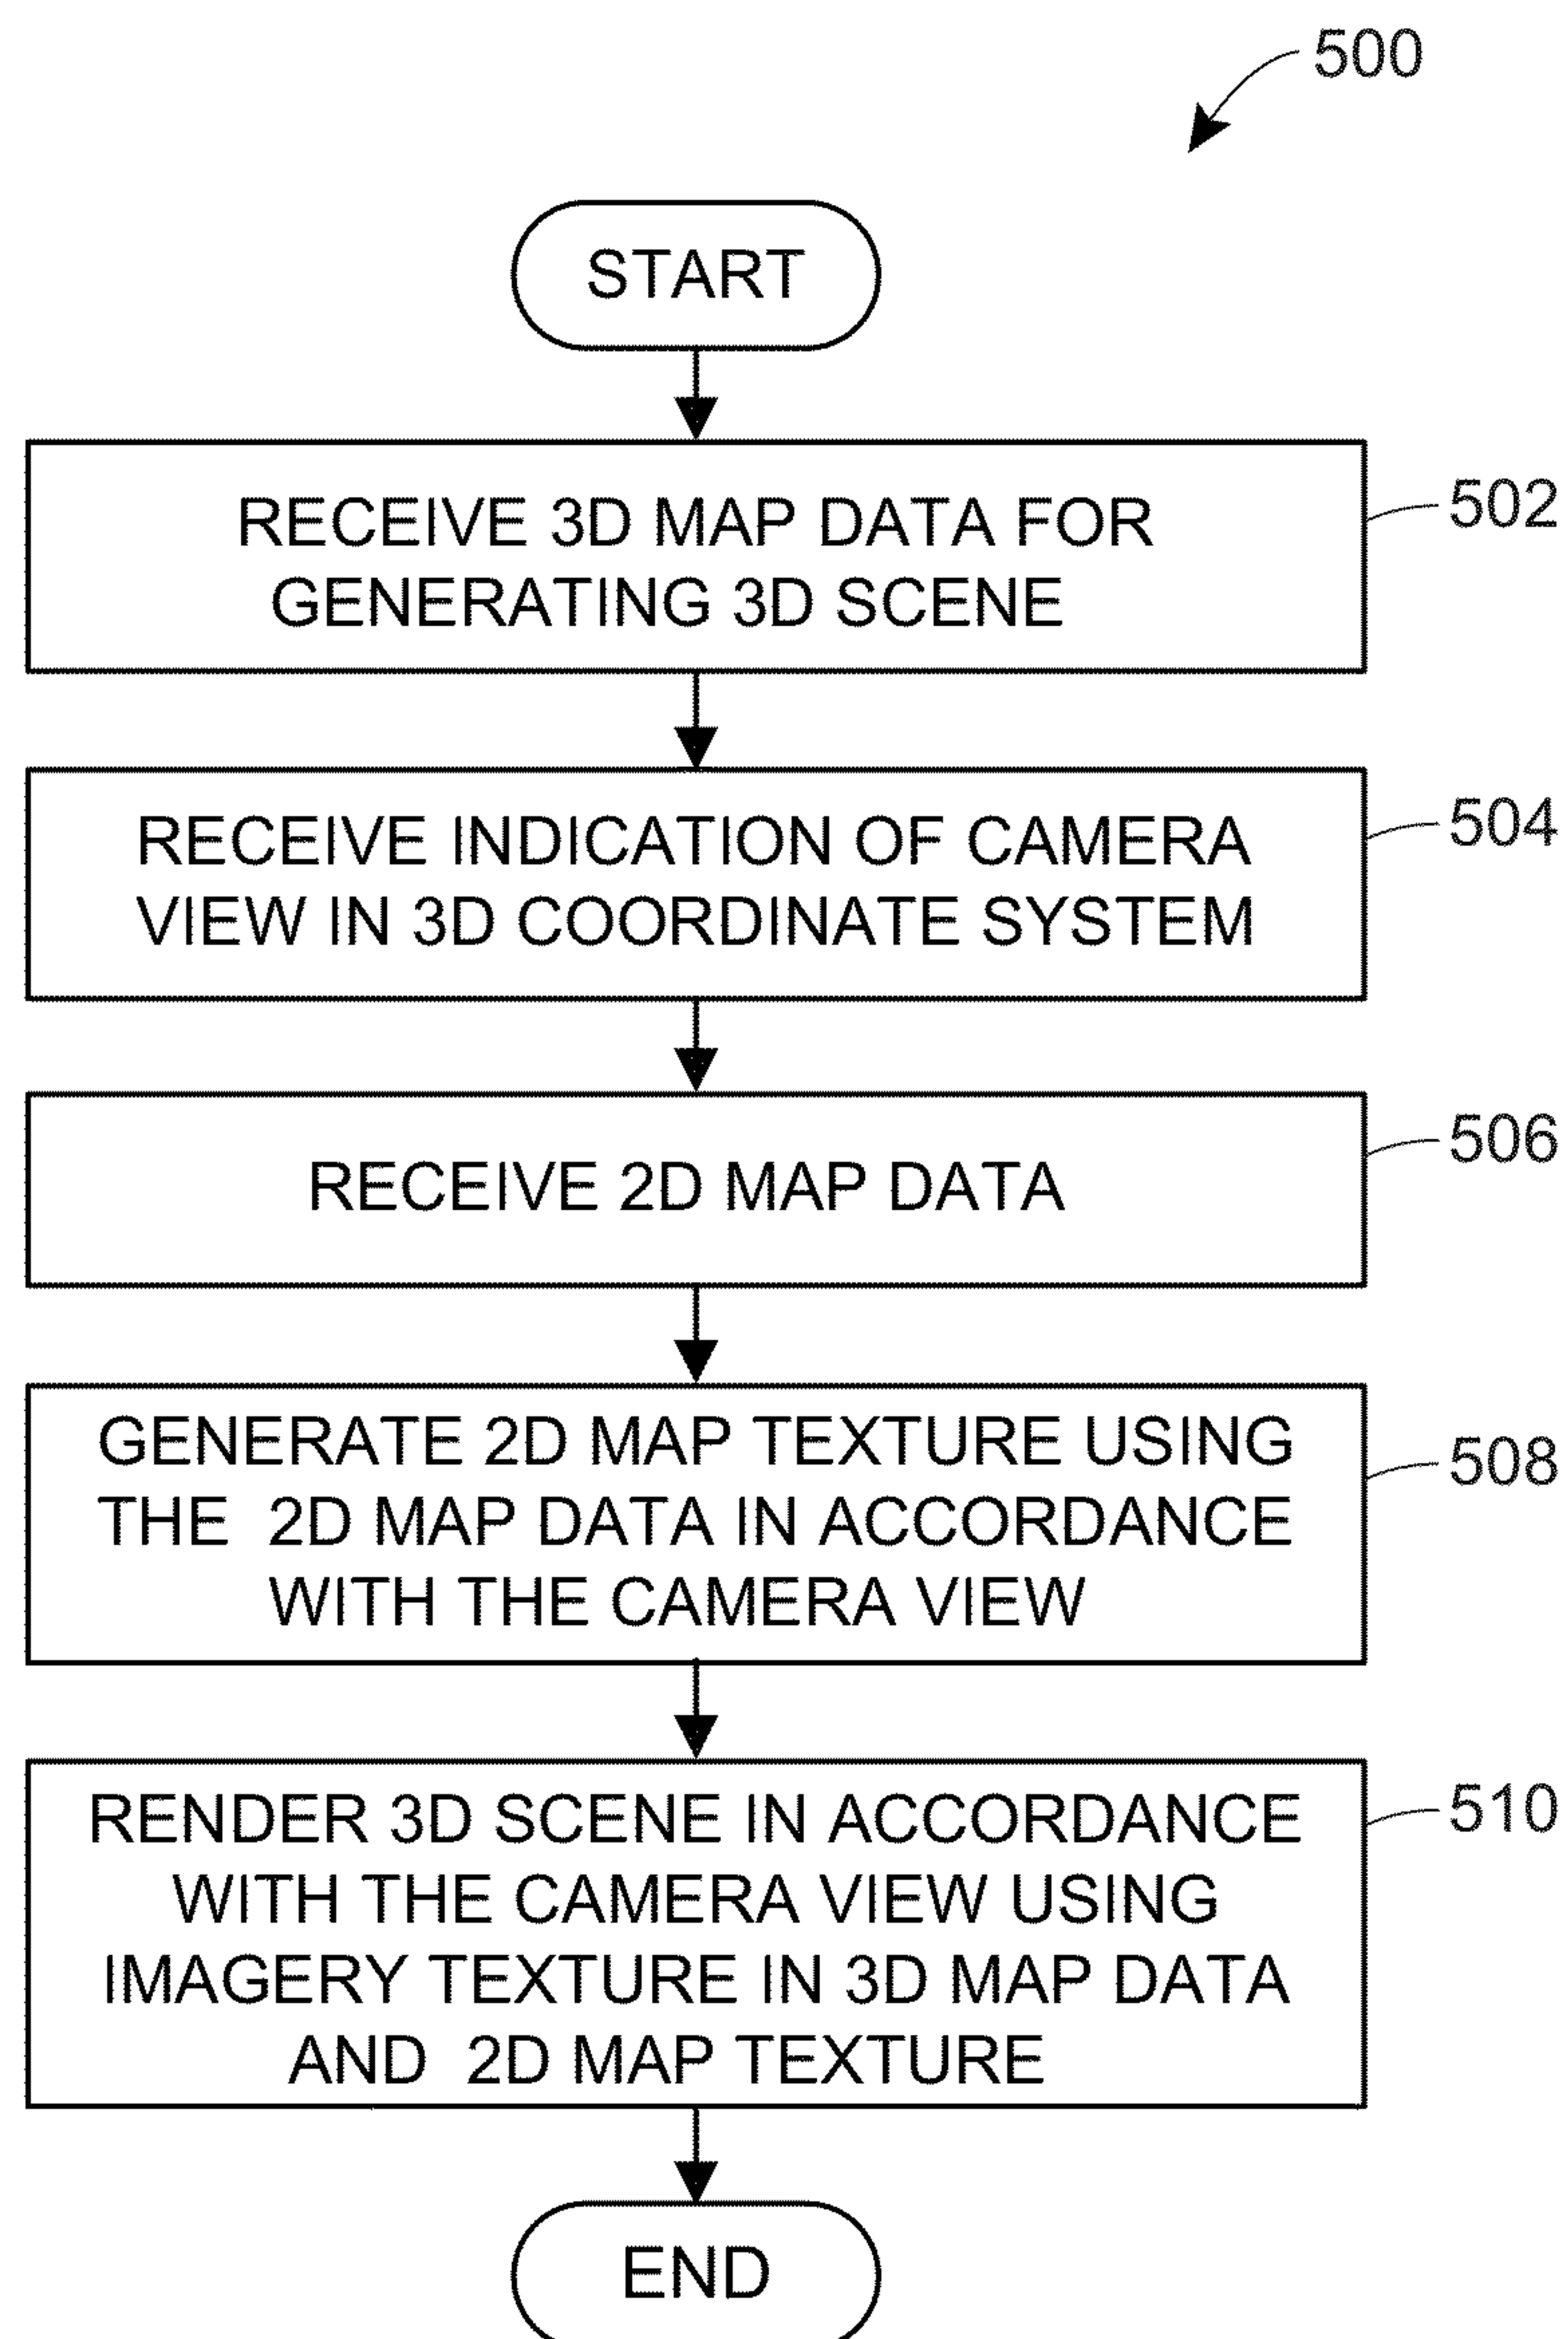 500
START
RECEIVE 3D MAP DATA FOR
GENERATING 3D SCENE
502
RECEIVE INDICATION OF CAMERA
VIEW IN 3D COORDINATE SYSTEM
504
RECEIVE 2D MAP DATA
506
GENERATE 2D MAP TEXTURE USING
THE 2D MAP DATA IN ACCORDANCE
WITH THE CAMERA VIEW
508
RENDER 3D SCENE IN ACCORDANCE
WITH THE CAMERA VIEW USING
IMAGERY TEXTURE IN 3D MAP DATA
AND 2D MAP TEXTURE
510
END